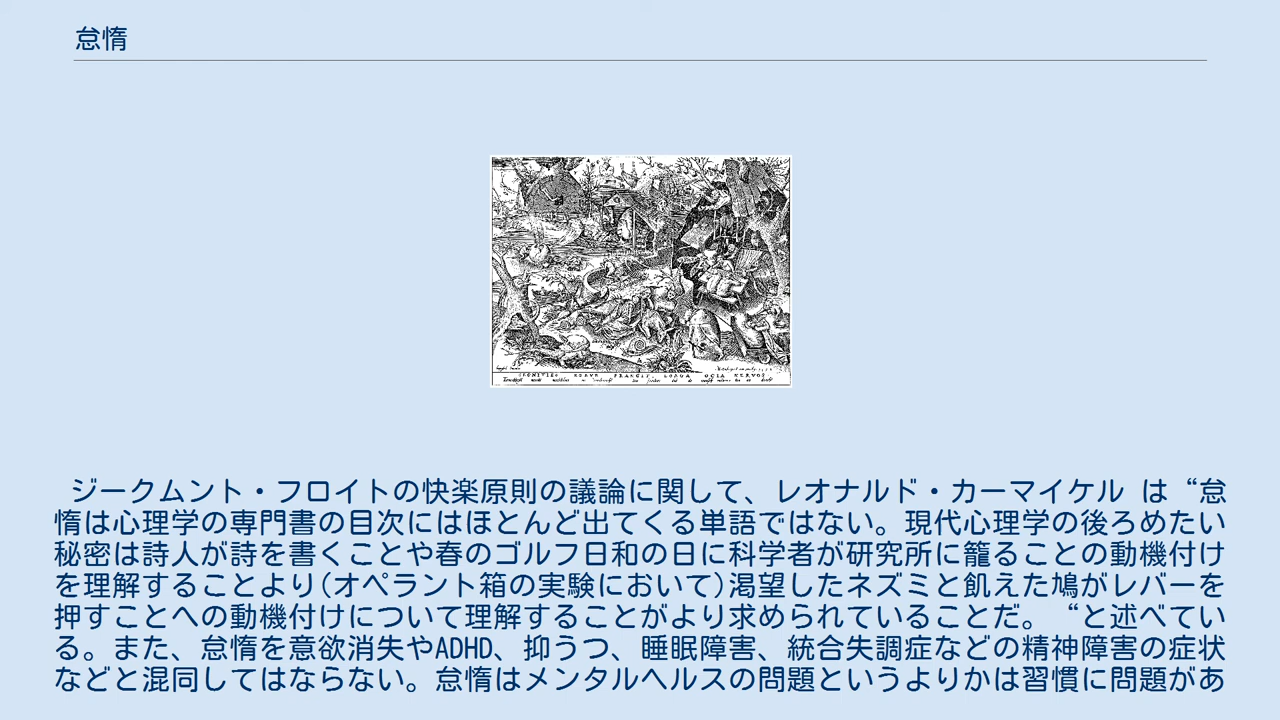 怠惰
ジークムント・フロイトの快楽原則の議論に関して、レオナルド・カーマイケル は“怠
惰は心理学の専門書の目次にはほとんど出てくる単語ではない。現代心理学の後ろめたい
秘密は詩人が詩を書くことや春のゴルフ日和の日に科学者が研究所に籠ることの動機付け
を理解することより(オペラント箱の実験において)渇望したネズミと飢えた鳩がレバーを
押すことへの動機付けについて理解することがより求められていることだ。“と述べてい
る。また、怠惰を意欲消失やADHD、抑うつ、睡眠障害、統合失調症などの精神障害の症状
などと混同してはならない。怠惰はメンタルヘルスの問題というよりかは習慣に問題があ